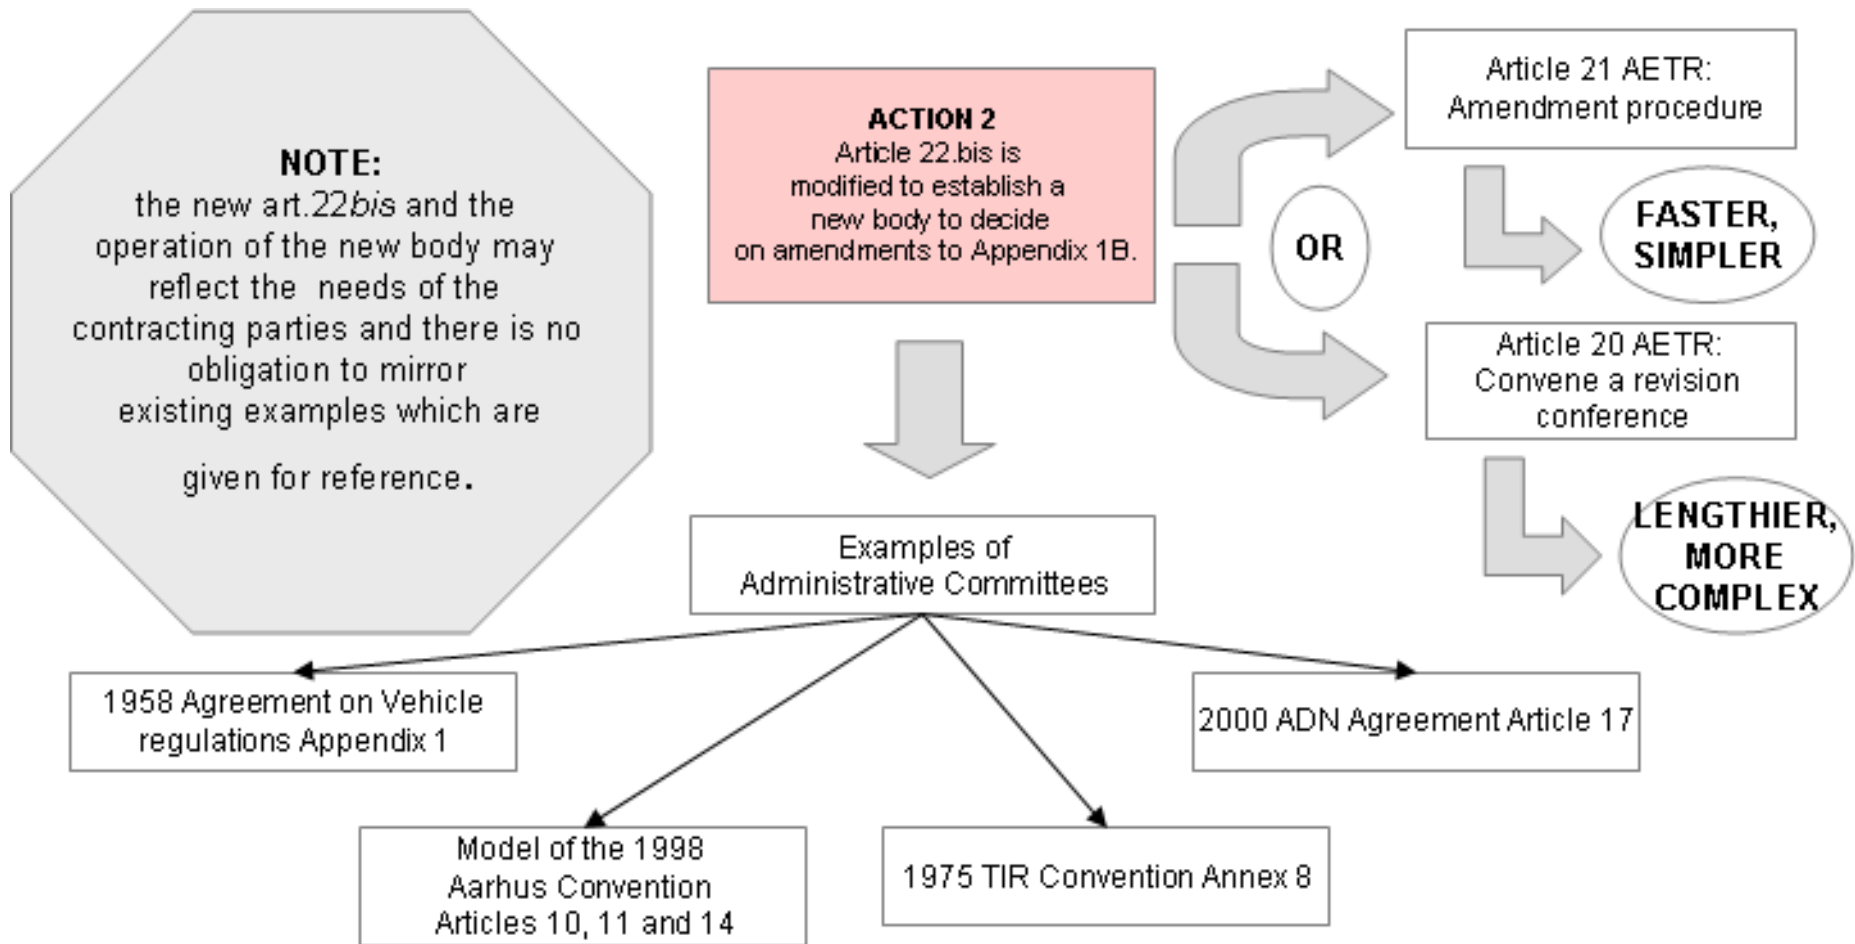 NOTE:
the new art.22bis and the
operation of the new body may
reflect the needs of the
contracting parties and there is no
obligation to mirror
existing examples which are
given for reference.
ACTION 2
Article 22.bis is
modified to establish a
new body to decide
on amendments to Appendix 1B.
OR
Article 21 AETR:
Amendment procedure
FASTER,
SIMPLER
Article 20 AETR:
Convene a revision
conference
LENGTHIER,
MORE
COMPLEX
Examples of
Administrative Committees
1958 Agreement on Vehicle
regulations Appendix 1
Model of the 1998
Aarhus Convention
Articles 10, 11 and 14
1975 TIR Convention Annex 8
2000 ADN Agreement Article 17